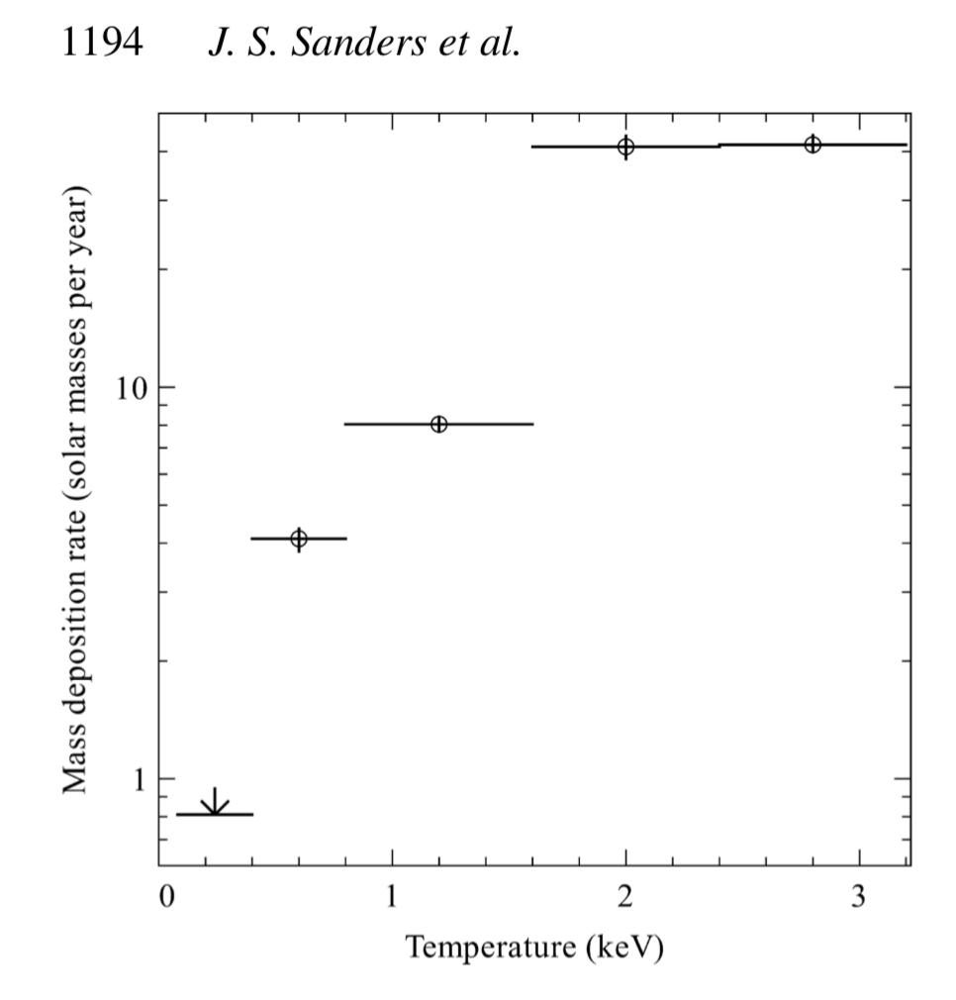 1194 J. S. Sanders et al.
Mass deposition rate (solar masses per year)
10
1
0 1 2 3
Temperature (keV)